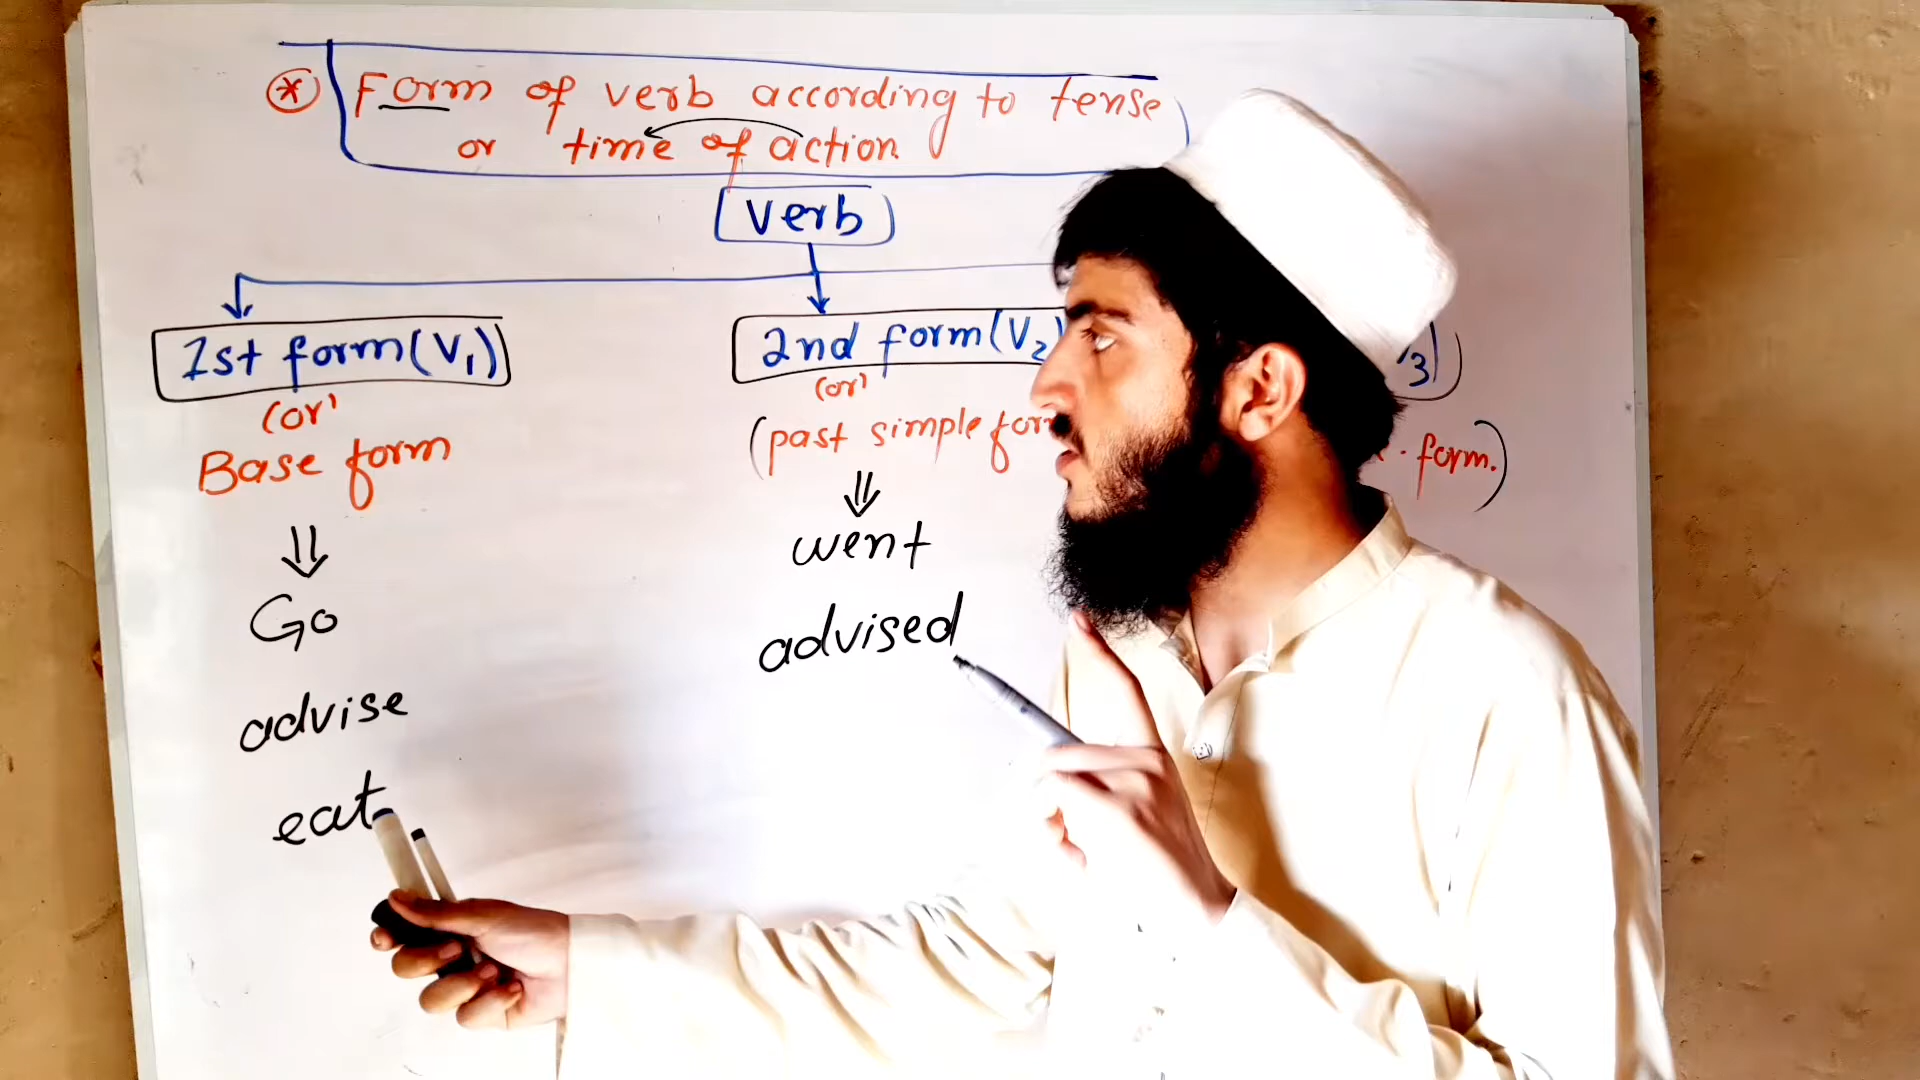 * Form of verb according to tense
or time of action
verb
1st form (V1)
(or)
Base form
Go
advise
eat
2nd form (V2)
(or)
(past simple form
went
advised
3)
form.)